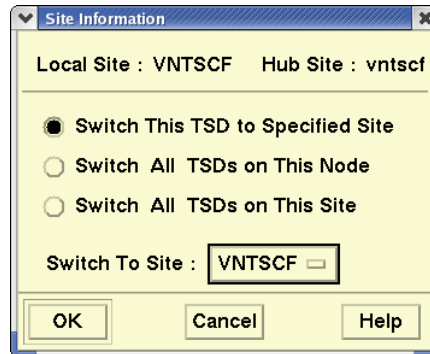 Site Information
Local Site : VNTSCF Hub Site : vntscf
Switch This TSD to Specified Site
Switch All TSDs on This Node
Switch All TSDs on This Site
Switch To Site : VNTSCF
OK Cancel Help